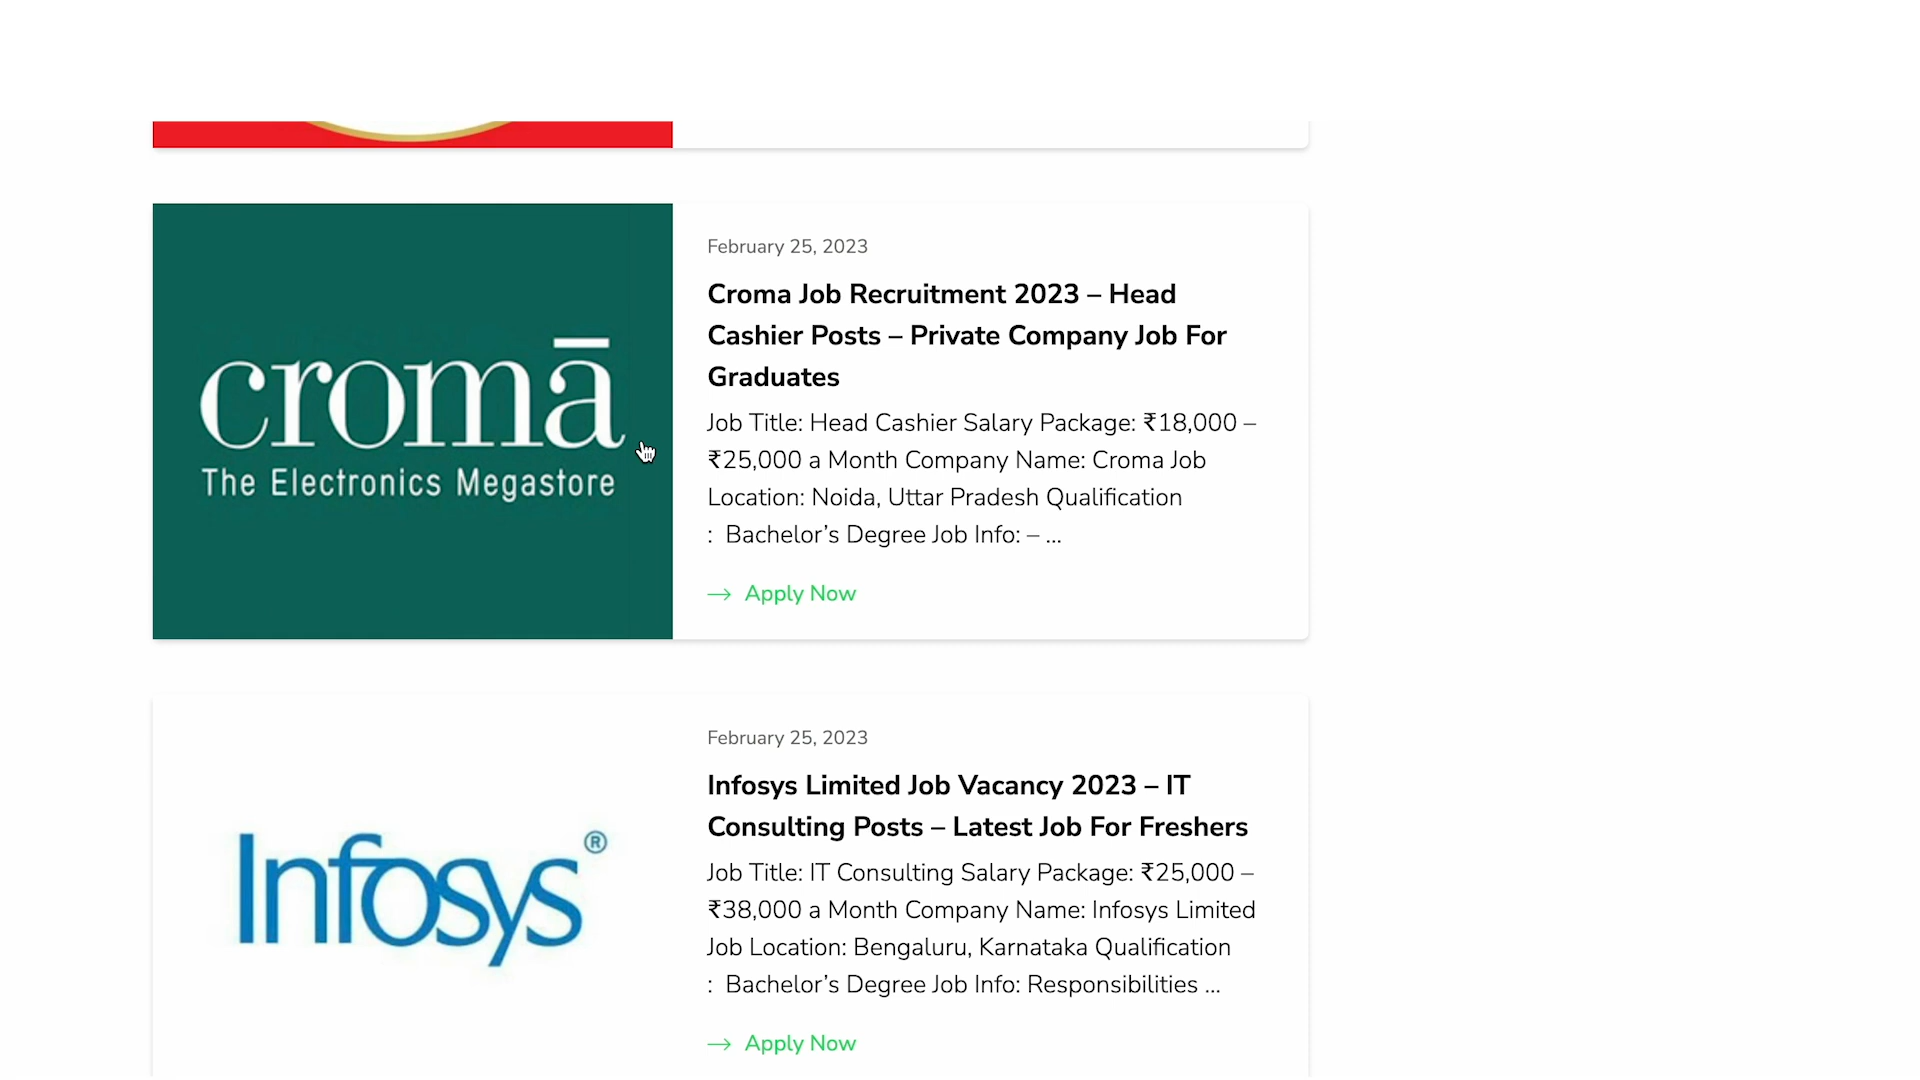 cromā
The Electronics Megastore
February 25, 2023
Croma Job Recruitment 2023 – Head
Cashier Posts – Private Company Job For
Graduates
Job Title: Head Cashier Salary Package: ₹18,000 –
₹25,000 a Month Company Name: Croma Job
Location: Noida, Uttar Pradesh Qualification
:  Bachelor’s Degree Job Info: – ...
→ Apply Now
Infosys®
February 25, 2023
Infosys Limited Job Vacancy 2023 – IT
Consulting Posts – Latest Job For Freshers
Job Title: IT Consulting Salary Package: ₹25,000 –
₹38,000 a Month Company Name: Infosys Limited
Job Location: Bengaluru, Karnataka Qualification
:  Bachelor’s Degree Job Info: Responsibilities ...
→ Apply Now